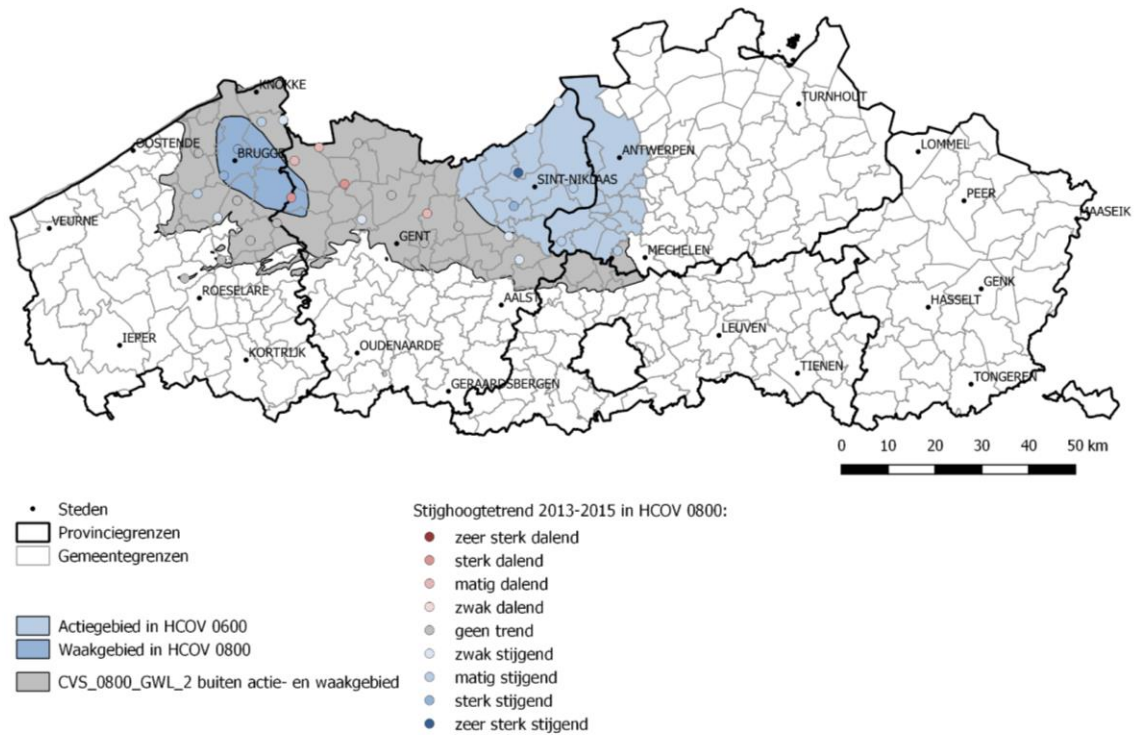 KNOKKE
TURNHOUT
OOSTENDE
BRUGGE
ANTWERPEN
LOMMEL
SINT-NIKLAAS
PEER
MAASEIK
VEURNE
GENT
MECHELEN
GENK
ROESELARE
AALST
HASSELT
IEPER
LEUVEN
OUDENAARDE
KORTRIJK
TIENEN
GERAARDSBERGEN
TONGEREN
0 10 20 30 40 50 km
Steden
Provinciegrenzen
Gemeentegrenzen
Actiegebied in HCOV 0600
Waakgebied in HCOV 0800
CVS_0800_GWL_2 buiten actie- en waakgebied
Stijghoogtetrend 2013-2015 in HCOV 0800:
zeer sterk dalend
sterk dalend
matig dalend
zwak dalend
geen trend
zwak stijgend
matig stijgend
sterk stijgend
zeer sterk stijgend